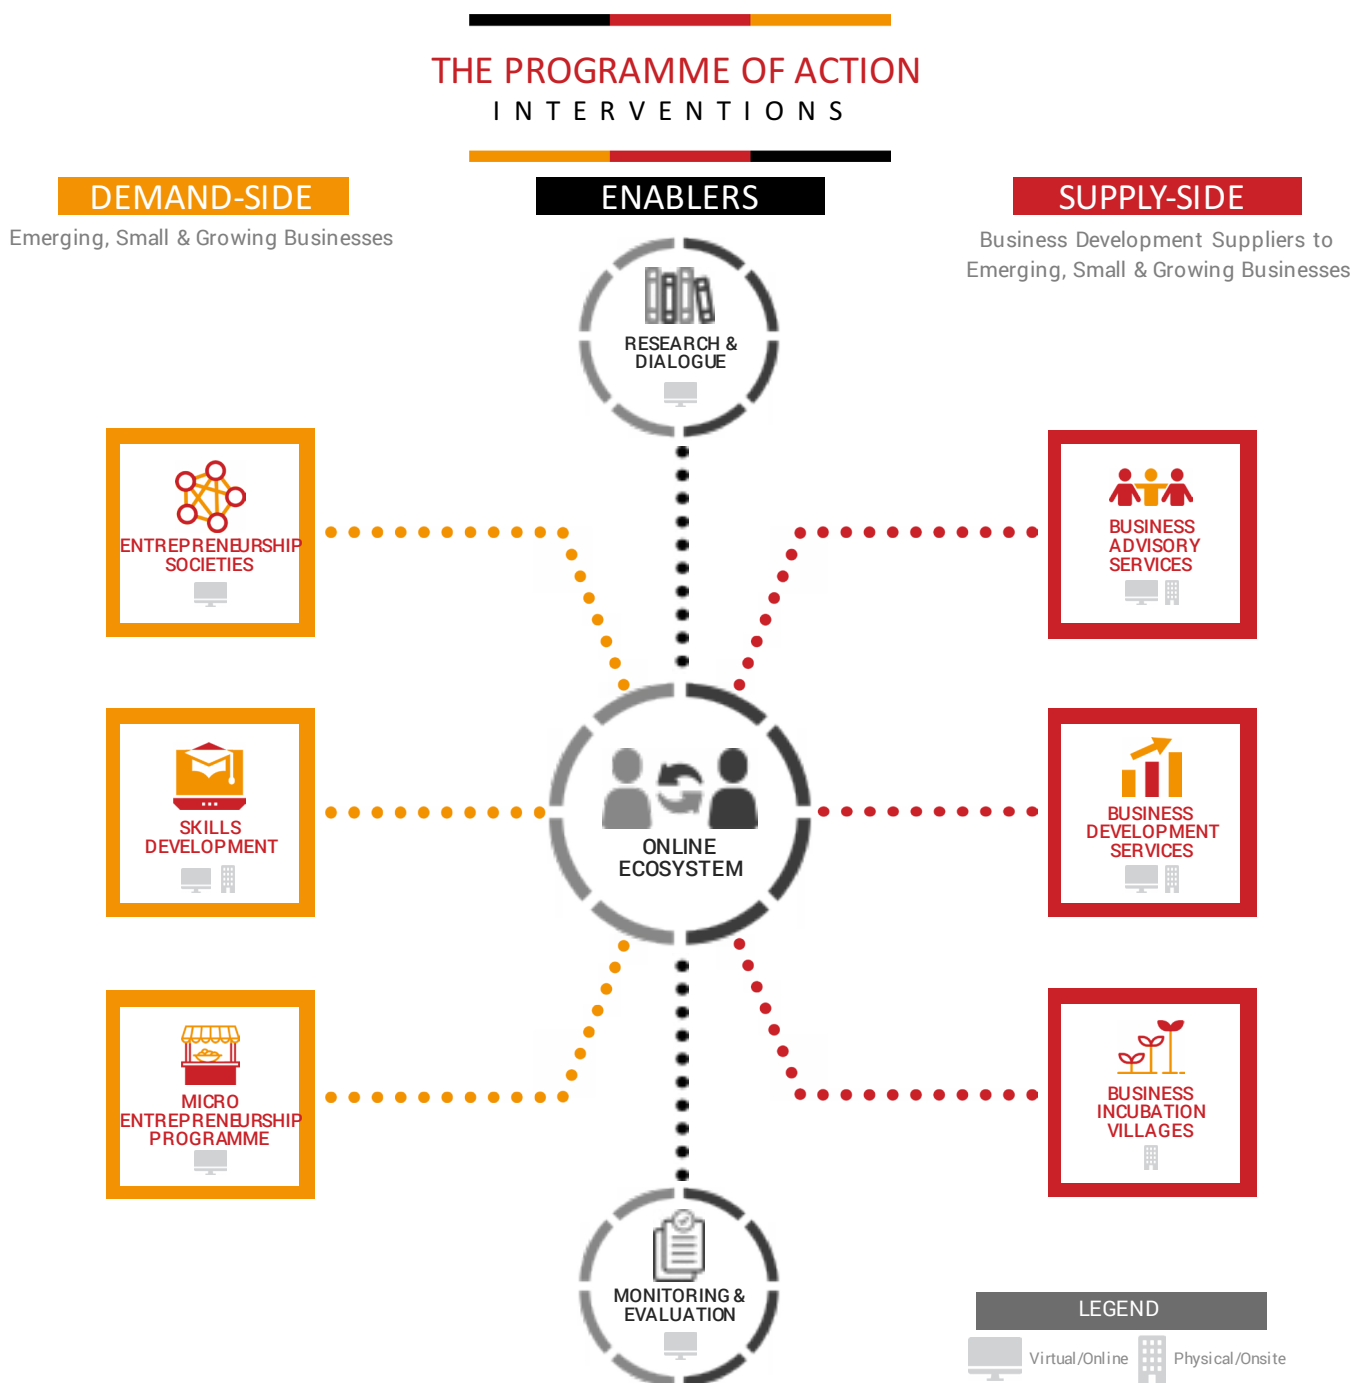 THE PROGRAMME OF ACTION
INTERVENTIONS
DEMAND-SIDE
Emerging, Small & Growing Businesses
ENABLERS
SUPPLY-SIDE
Business Development Suppliers to
Emerging, Small & Growing Businesses
RESEARCH &
DIALOGUE
ENTREPRENEURSHIP
SOCIETIES
BUSINESS
ADVISORY
SERVICES
SKILLS
DEVELOPMENT
ONLINE
ECOSYSTEM
BUSINESS
DEVELOPMENT
SERVICES
MICRO
ENTREPRENEURSHIP
PROGRAMME
BUSINESS
INCUBATION
VILLAGES
MONITORING &
EVALUATION
LEGEND
Virtual/Online
Physical/Onsite